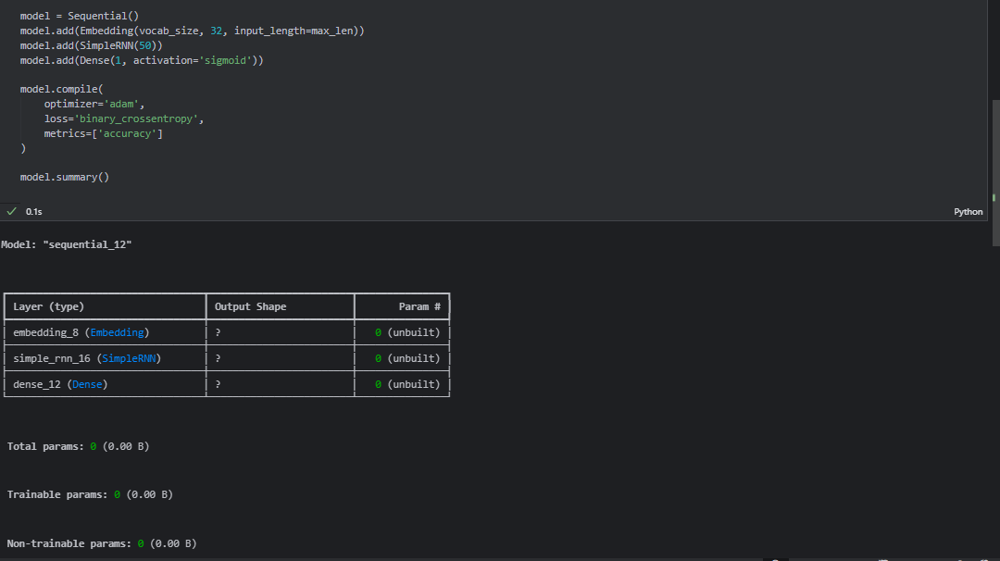 model = Sequential()
model.add(Embedding(vocab_size, 32, input_length=max_len))
model.add(SimpleRNN(50))
model.add(Dense(1, activation='sigmoid'))
model.compile(
optimizer='adam',
loss='binary_crossentropy',
metrics=['accuracy']
)
model.summary()
0.1s Python
Model: "sequential_12"
Layer (type) Output Shape Param #
embedding_8 (Embedding) ? 0 (unbuilt)
simple_rnn_16 (SimpleRNN) ? 0 (unbuilt)
dense_12 (Dense) ? 0 (unbuilt)
Total params: 0 (0.00 B)
Trainable params: 0 (0.00 B)
Non-trainable params: 0 (0.00 B)